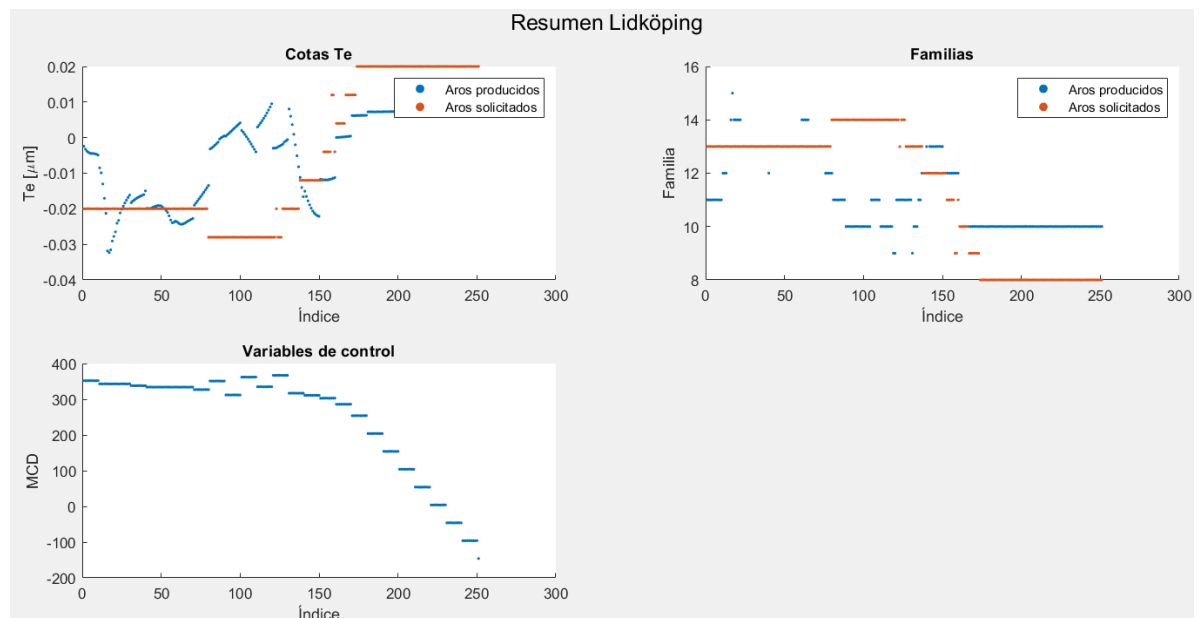 Resumen Lidköping
Cotas Te
0.02
0.01
0
-0.01
-0.02
-0.03
-0.04
Te [μm]
0 50 100 150 200 250 300
Índice
Aros producidos
Aros solicitados
Familias
16
14
12
10
8
Familia
0 50 100 150 200 250 300
Índice
Aros producidos
Aros solicitados
Variables de control
400
300
200
100
0
-100
-200
MCD
0 50 100 150 200 250 300
Índice